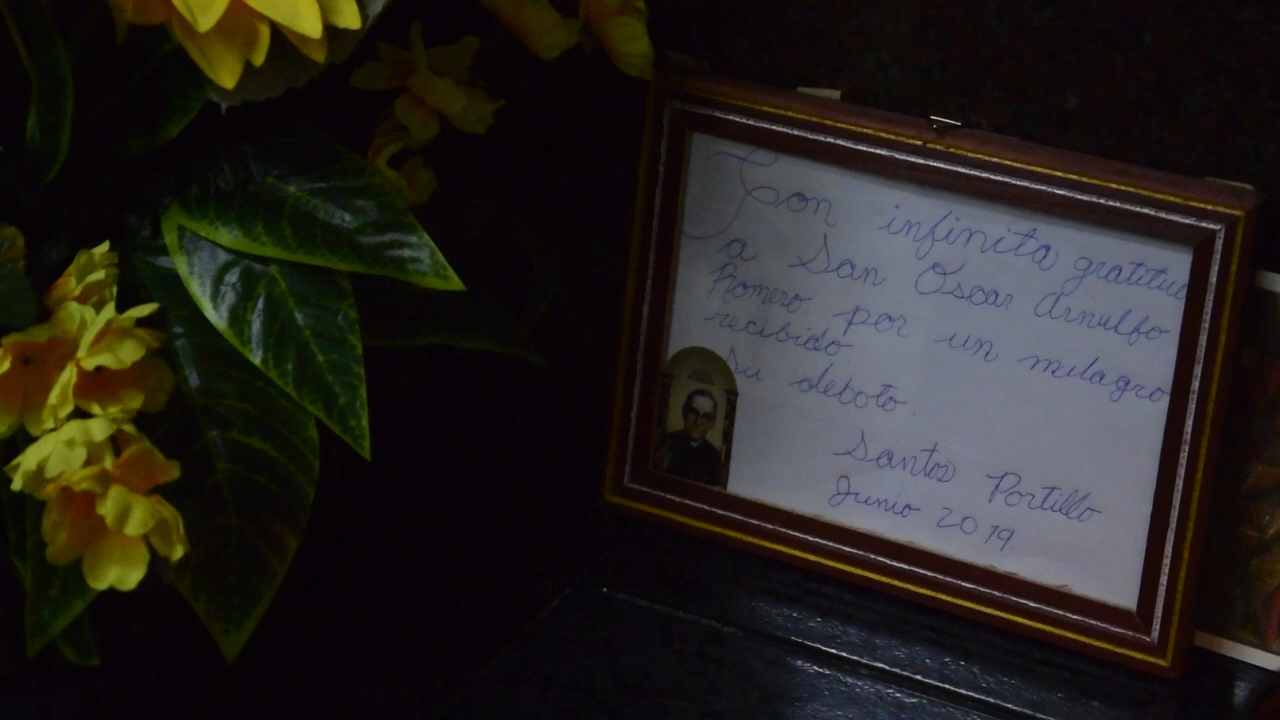 Con infinita gratitud
a San Oscar Arnulfo
Romero por un milagro
recibido
Su deboto.
Santos Portillo
Junio 2019.